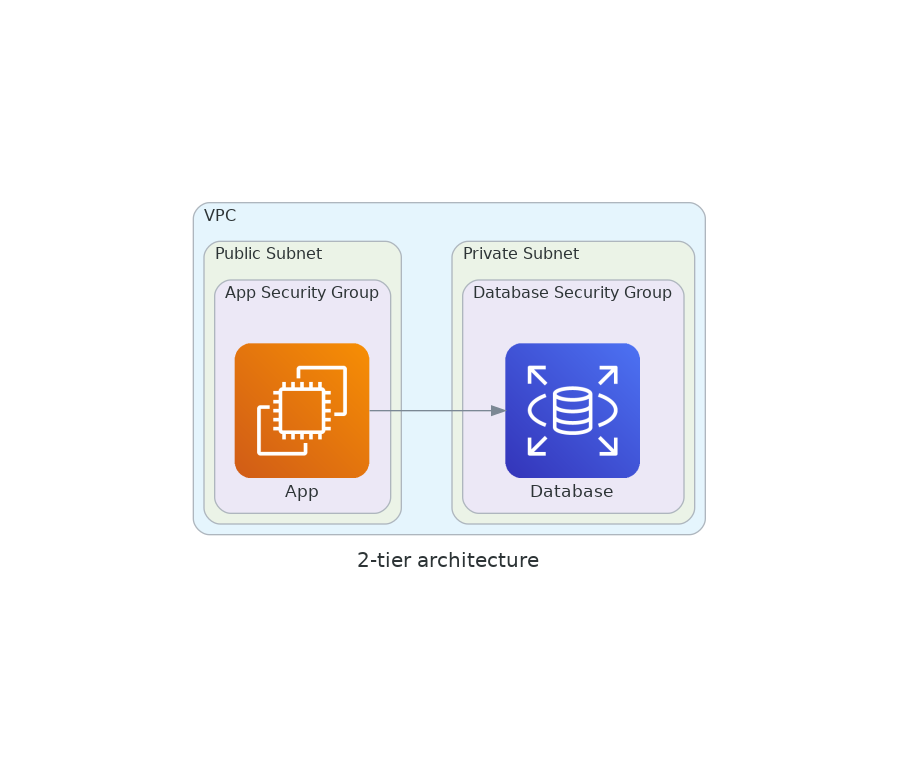 VPC
Public Subnet
App Security Group
App
Private Subnet
Database Security Group
Database
2-tier architecture